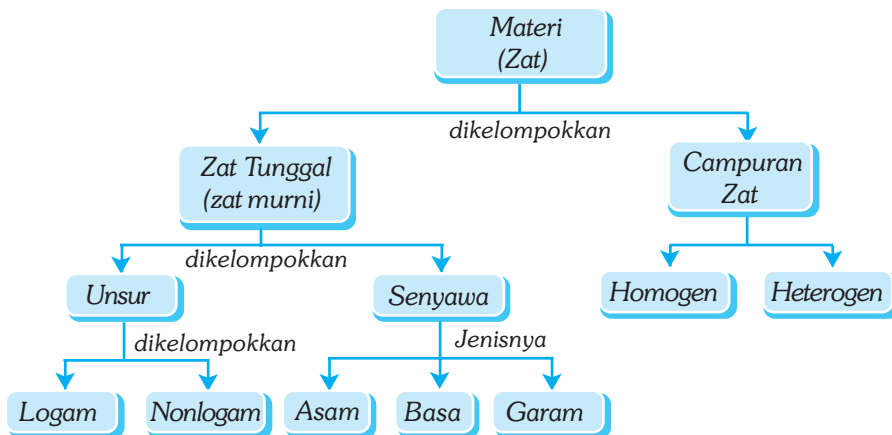 Materi
(Zat)
dikelompokkan
Zat Tunggal
(zat murni)
Campuran
Zat
dikelompokkan
Unsur
Senyawa
Homogen
Heterogen
dikelompokkan
Jenisnya
Logam
Nonlogam
Asam
Basa
Garam